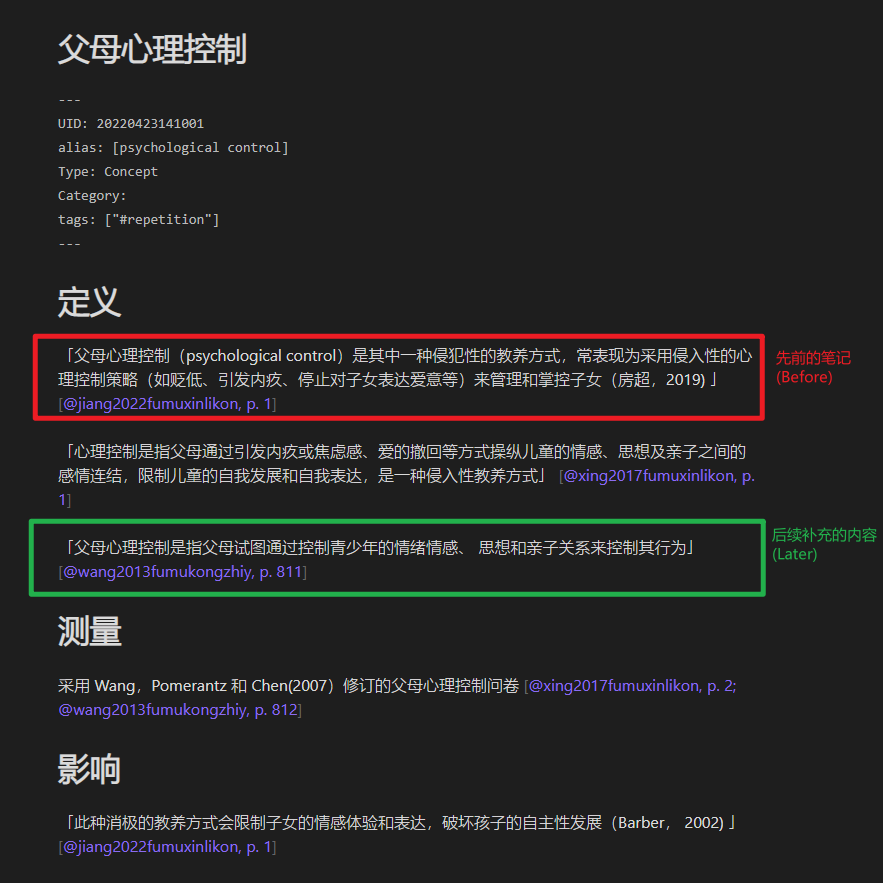 父母心理控制
---
UID: 20220423141001
alias: [psychological control]
Type: Concept
Category:
tags: ["#repetition"]
---
定义
「父母心理控制（psychological control）是其中一种侵犯性的教养方式，常表现为采用侵入性的心
理控制策略（如贬低、引发内疚、停止对子女表达爱意等）来管理和掌控子女（房超，2019) 」
[@jiang2022fumuxinlikon, p. 1]
先前的笔记
(Before)
「心理控制是指父母通过引发内疚或焦虑感、爱的撤回等方式操纵儿童的情感、思想及亲子之间的
感情连结，限制儿童的自我发展和自我表达，是一种侵入性教养方式」 [@xing2017fumuxinlikon, p.
1]
「父母心理控制是指父母试图通过控制青少年的情绪情感、 思想和亲子关系来控制其行为」
[@wang2013fumukongzhiy, p. 811]
后续补充的内容
(Later)
测量
采用 Wang，Pomerantz 和 Chen(2007）修订的父母心理控制问卷 [@xing2017fumuxinlikon, p. 2;
@wang2013fumukongzhiy, p. 812]
影响
「此种消极的教养方式会限制子女的情感体验和表达，破坏孩子的自主性发展（Barber， 2002) 」
[@jiang2022fumuxinlikon, p. 1]